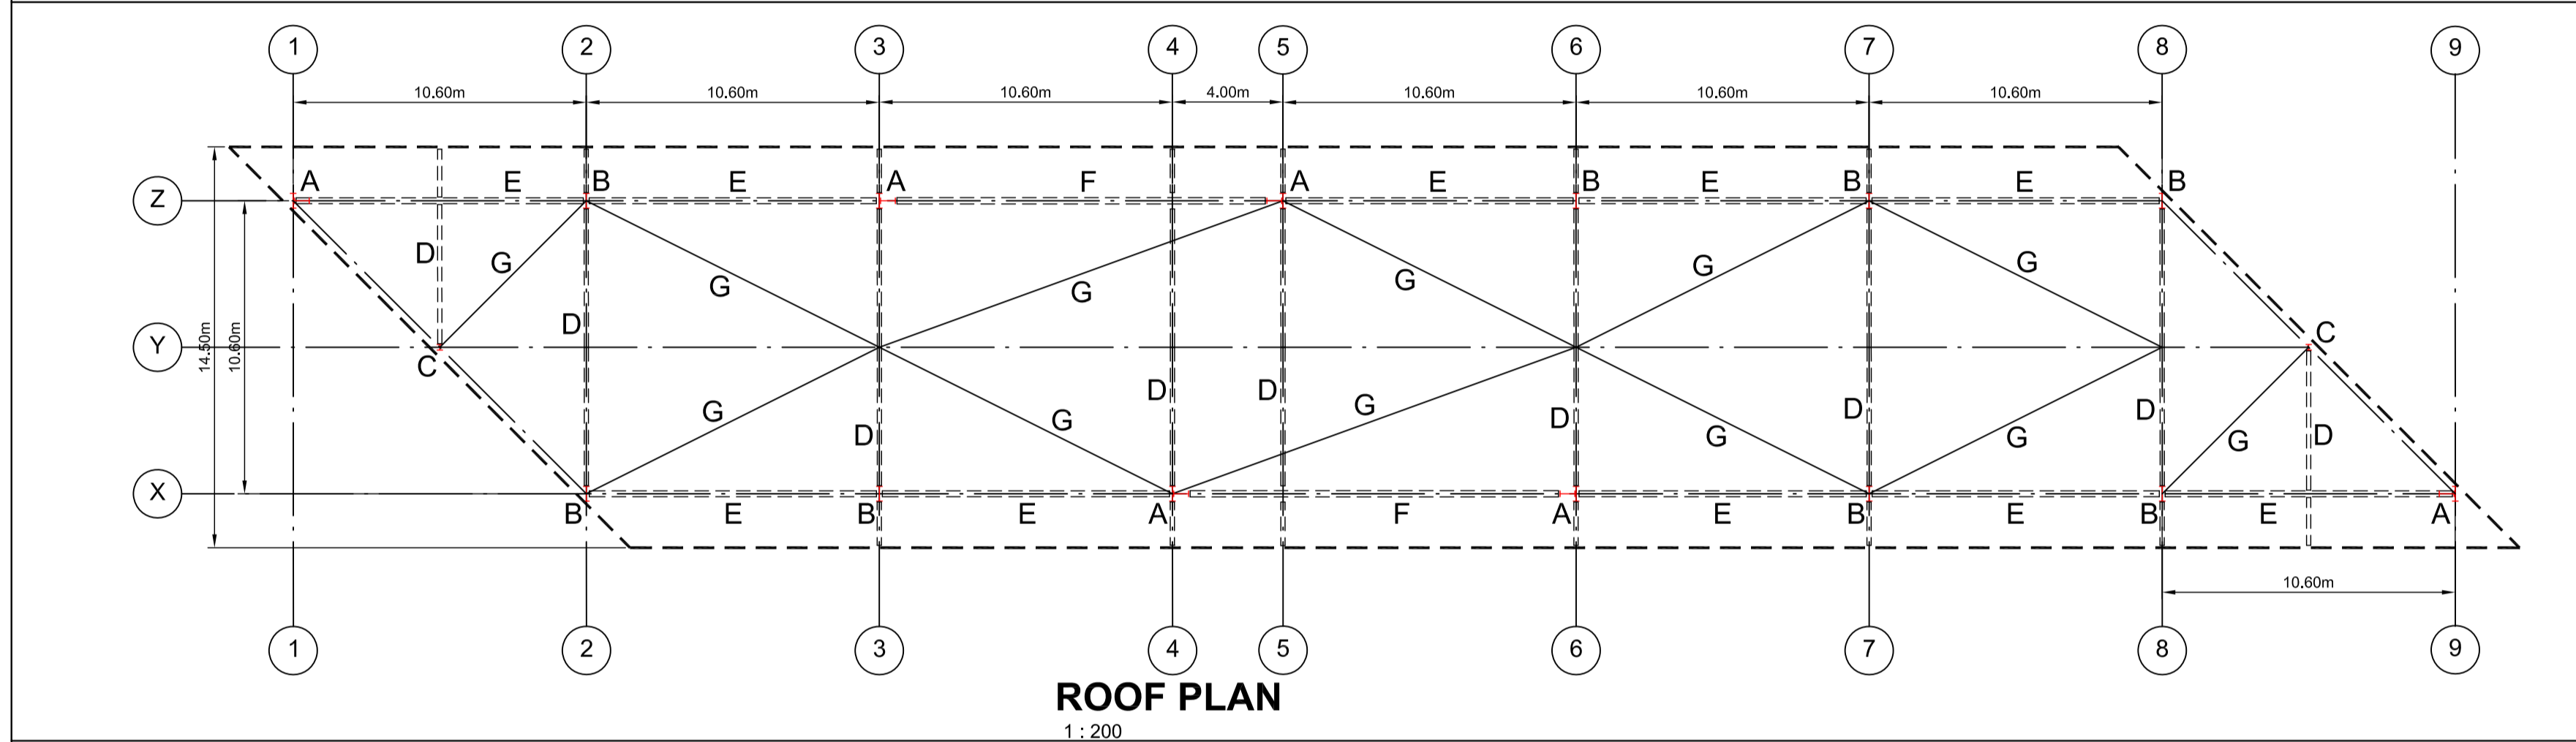 1 2 3 4 5 6 7 8 9
10.60m 10.60m 10.60m 4.00m 10.60m 10.60m 10.60m
Z A E B E A F A E B E B E B
D G G G G G G
D
Y C C
14.50m 10.60m
G G D G D D G D G D D G D
X B E B E A F A E B E B E A
10.60m
1 2 3 4 5 6 7 8 9
ROOF PLAN
1 : 200